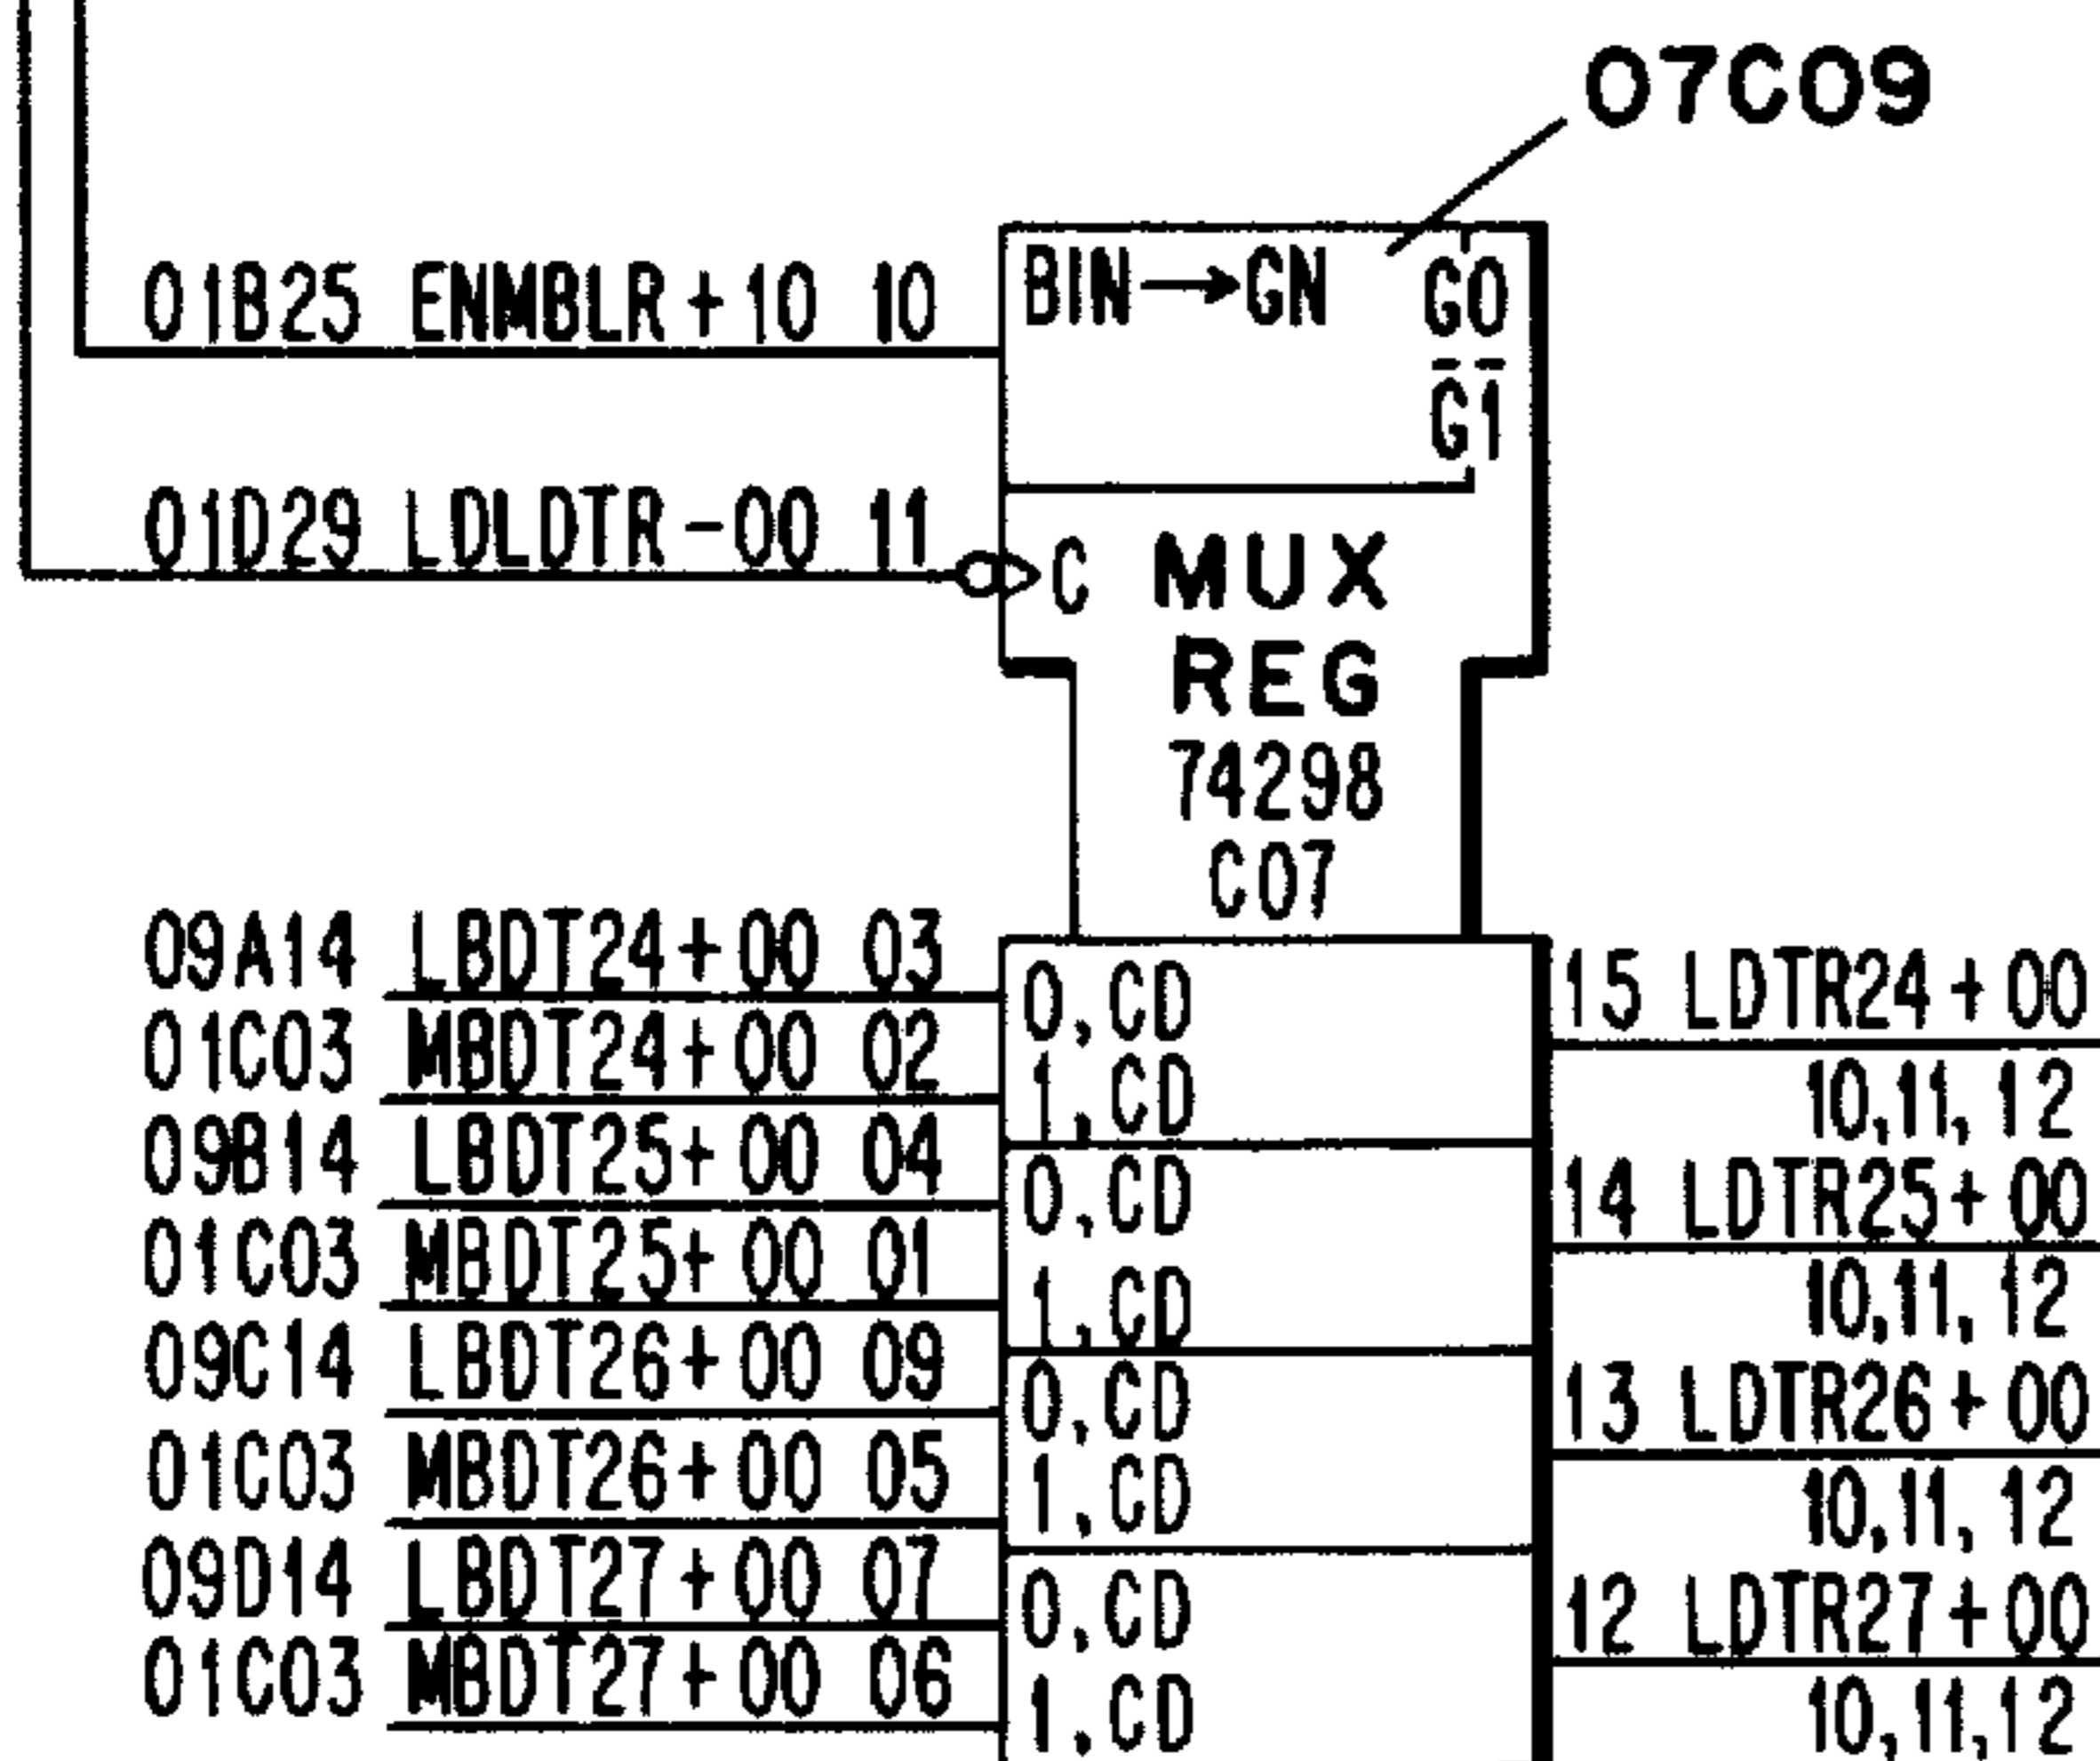 07C09
01B25 ENMBLR+10 10
BIN→GN G0
G1
01D29 LDLDTR-00 11
C MUX
REG
74298
C07
09A14 LBDT24+00 03
0,CD
15 LDTR24+00
01C03 MBDT24+00 02
1,CD
10,11,12
09B14 LBDT25+00 04
0,CD
14 LDTR25+00
01C03 MBDT25+00 01
1,CD
10,11,12
09C14 LBDT26+00 09
0,CD
13 LDTR26+00
01C03 MBDT26+00 05
1,CD
10,11,12
09D14 LBDT27+00 07
0,CD
12 LDTR27+00
01C03 MBDT27+00 06
1,CD
10,11,12